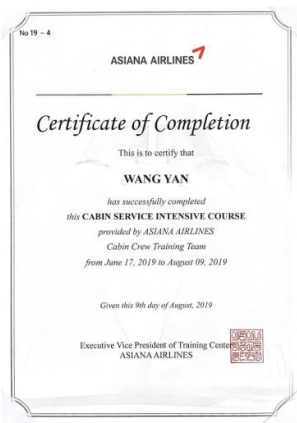 No 19 - 4
ASIANA AIRLINES
Certificate of Completion
This is to certify that
WANG YAN
has successfully completed
this CABIN SERVICE INTENSIVE COURSE
provided by ASIANA AIRLINES
Cabin Crew Training Team
from June 17, 2019 to August 09, 2019
Given this 9th day of August, 2019
Executive Vice President of Training Center
ASIANA AIRLINES